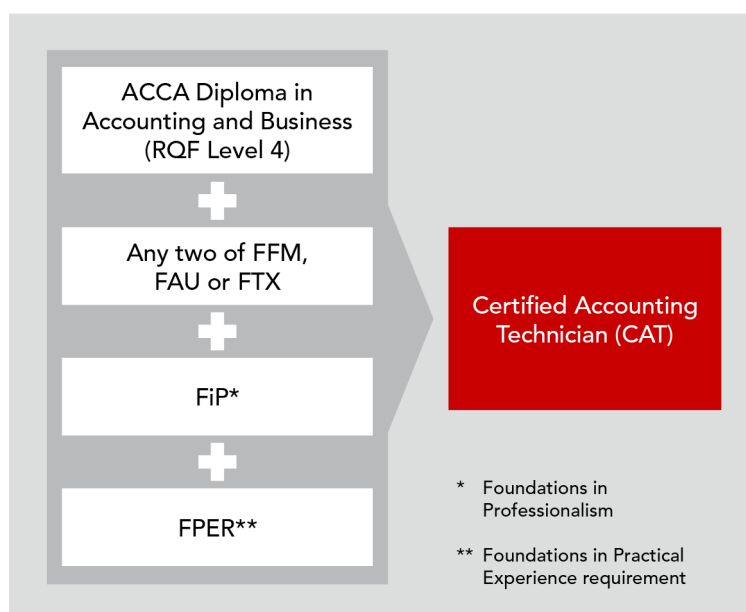 ACCA Diploma in
Accounting and Business
(RQF Level 4)
Any two of FFM,
FAU or FTX
FiP*
FPER**
Certified Accounting
Technician (CAT)
* Foundations in
Professionalism
** Foundations in Practical
Experience requirement